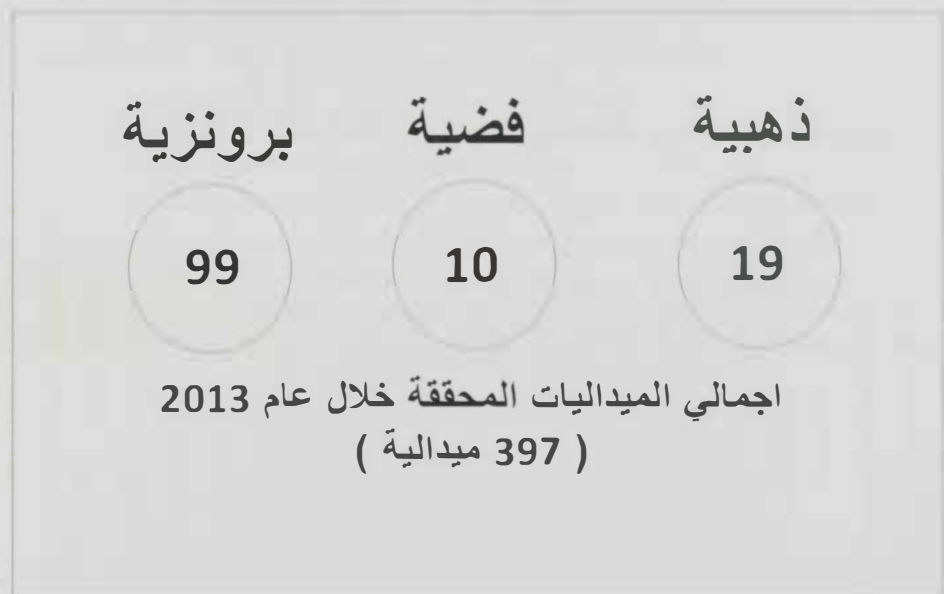 ذهبية فضية برونزية
19 10 99
اجمالي الميداليات المحققة خلال عام 2013
( 397 ميدالية )